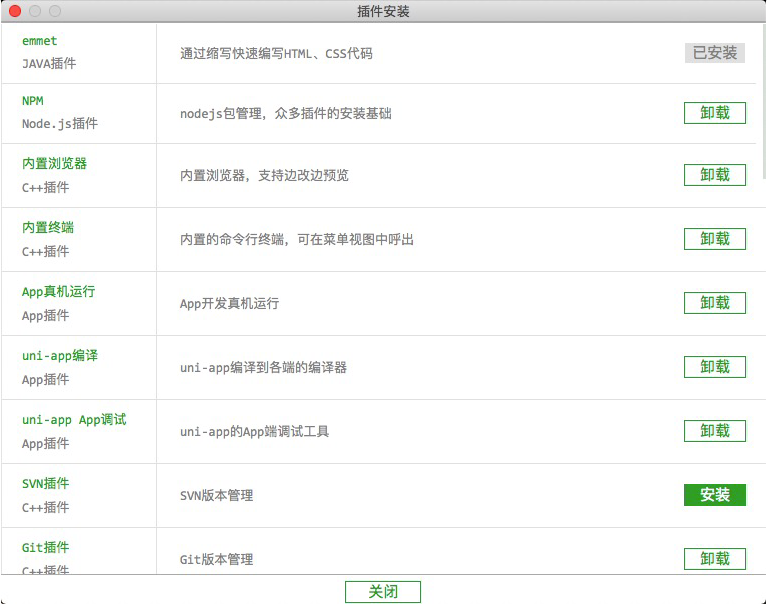 插件安装
emmet
JAVA插件
通过缩写快速编写HTML、CSS代码
已安装
NPM
Node.js插件
nodejs包管理，众多插件的安装基础
卸载
内置浏览器
C++插件
内置浏览器，支持边改边预览
卸载
内置终端
C++插件
内置的命令行终端，可在菜单视图中呼出
卸载
App真机运行
App插件
App开发真机运行
卸载
uni-app编译
App插件
uni-app编译到各端的编译器
卸载
uni-app App调试
App插件
uni-app的App端调试工具
卸载
SVN插件
C++插件
SVN版本管理
安装
Git插件
C++插件
Git版本管理
卸载
关闭